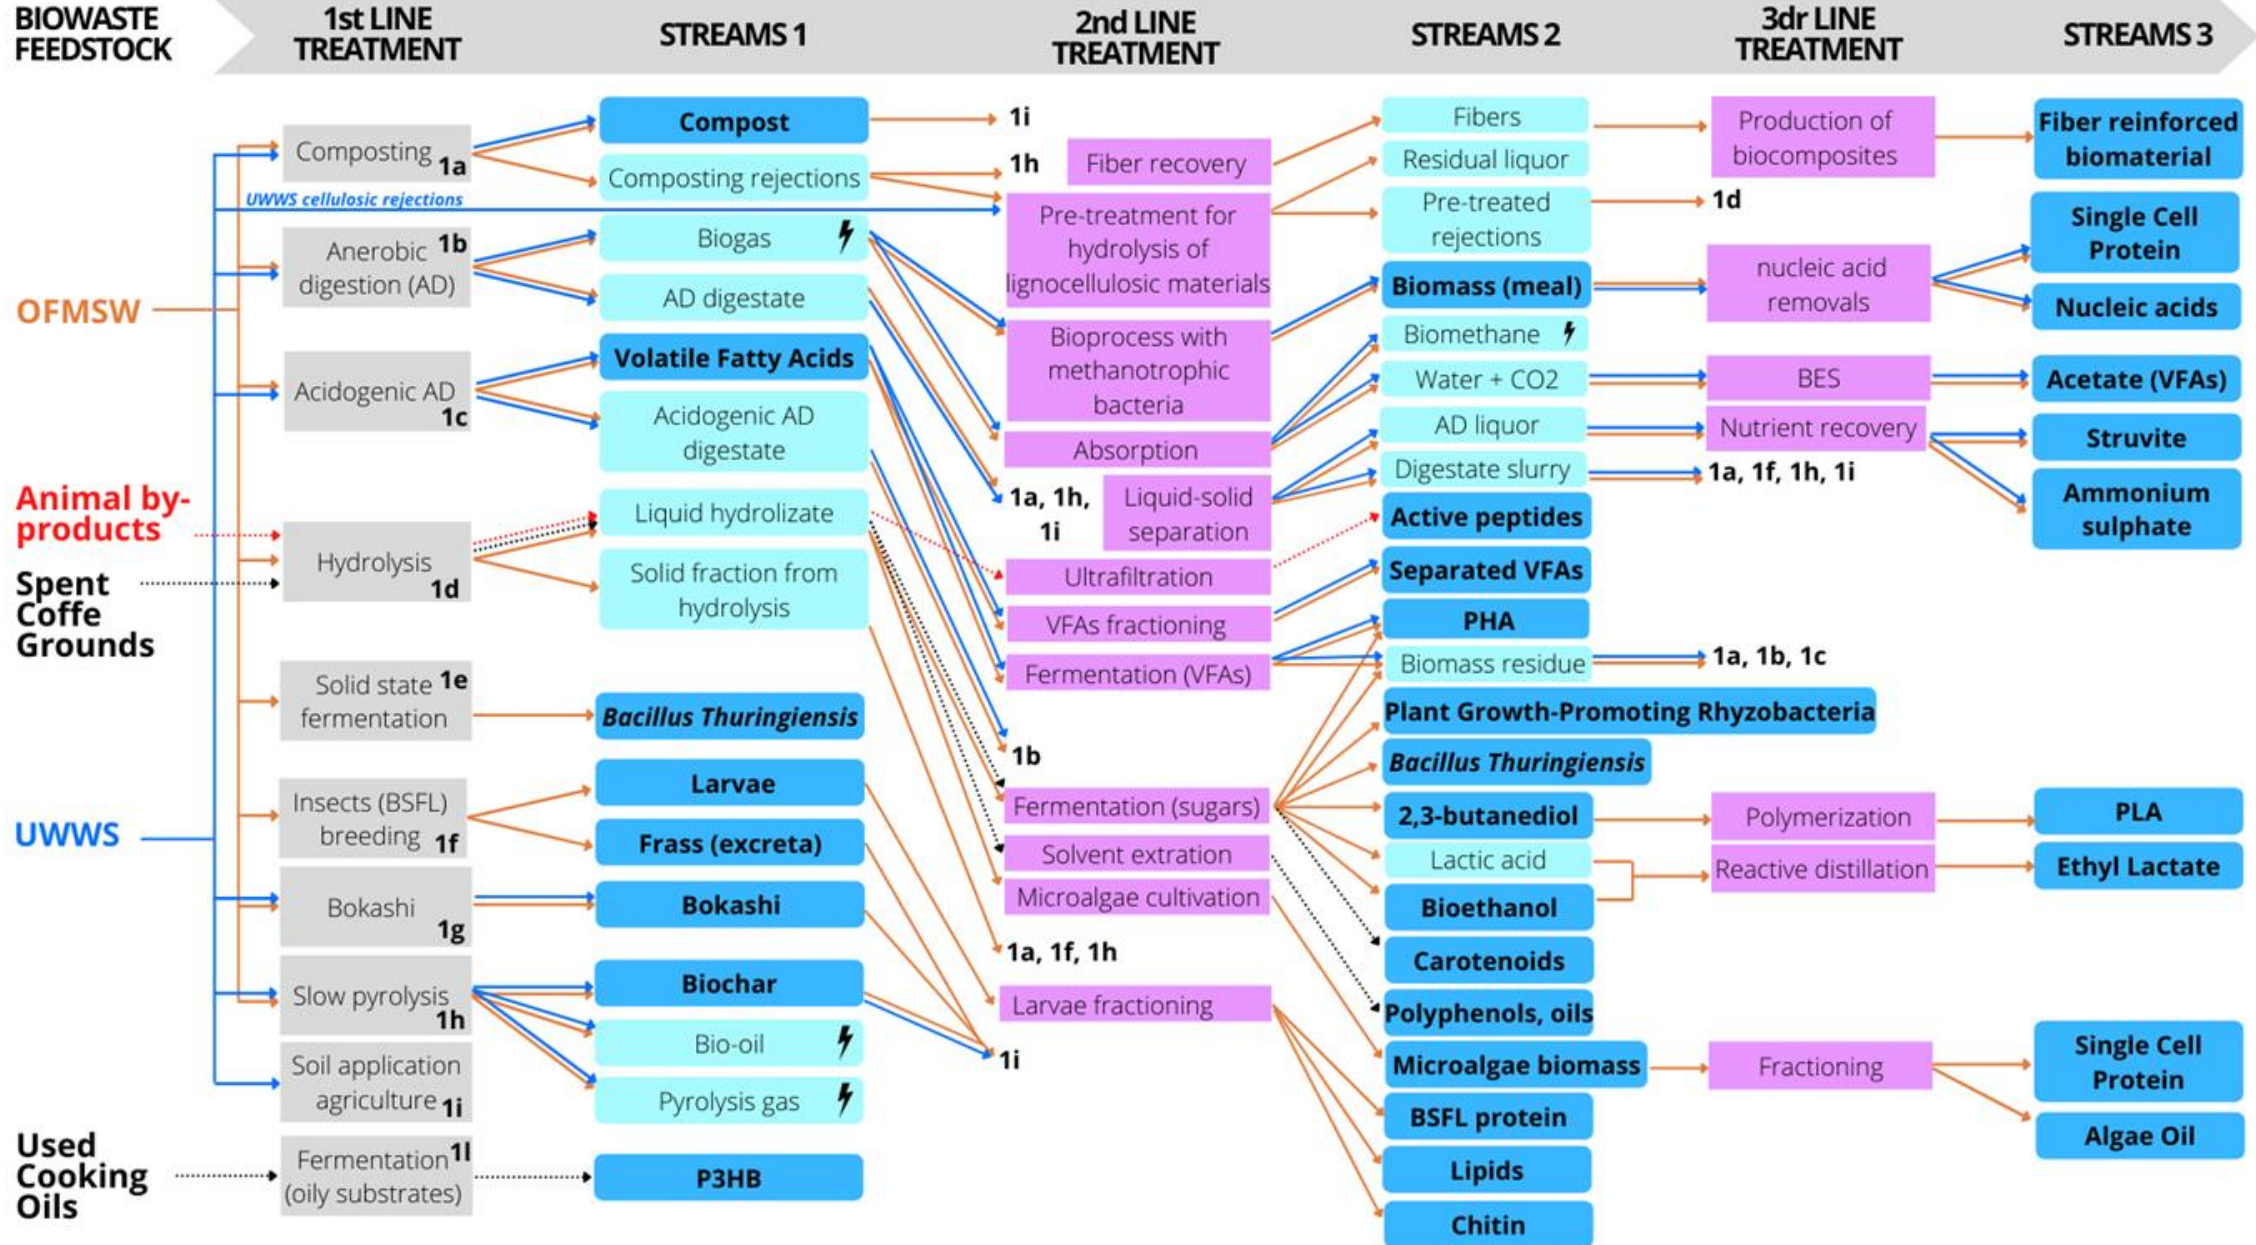 BIOWASTE
FEEDSTOCK
1st LINE
TREATMENT
STREAMS 1
2nd LINE
TREATMENT
STREAMS 2
3dr LINE
TREATMENT
STREAMS 3
OFMSW
Animal by-
products
Spent
Coffe
Grounds
UWWS
Used
Cooking
Oils
Composting
1a
UWWS cellulosic rejections
Anerobic
digestion (AD)
1b
Acidogenic AD
1c
Hydrolysis
1d
Solid state
fermentation
1e
Insects (BSFL)
breeding
1f
Bokashi
1g
Slow pyrolysis
1h
Soil application
agriculture
1i
Fermentation
(oily substrates)
1l
Compost
Composting rejections
Biogas
AD digestate
Volatile Fatty Acids
Acidogenic AD
digestate
Liquid hydrolizate
Solid fraction from
hydrolysis
Bacillus Thuringiensis
Larvae
Frass (excreta)
Bokashi
Biochar
Bio-oil
Pyrolysis gas
P3HB
1i
1h
Fiber recovery
Pre-treatment for
hydrolysis of
lignocellulosic materials
Bioprocess with
methanotrophic
bacteria
Absorption
1a, 1h,
1i
Liquid-solid
separation
Ultrafiltration
VFAs fractioning
Fermentation (VFAs)
1b
Fermentation (sugars)
Solvent extration
Microalgae cultivation
1a, 1f, 1h
Larvae fractioning
1i
Fibers
Residual liquor
Pre-treated
rejections
Biomass (meal)
Biomethane
Water + CO2
AD liquor
Digestate slurry
Active peptides
Separated VFAs
PHA
Biomass residue
Plant Growth-Promoting Rhyzobacteria
Bacillus Thuringiensis
2,3-butanediol
Lactic acid
Bioethanol
Carotenoids
Polyphenols, oils
Microalgae biomass
BSFL protein
Lipids
Chitin
Production of
biocomposites
1d
nucleic acid
removals
BES
Nutrient recovery
1a, 1f, 1h, 1i
1a, 1b, 1c
Polymerization
Reactive distillation
Fractioning
Fiber reinforced
biomaterial
Single Cell
Protein
Nucleic acids
Acetate (VFAs)
Struvite
Ammonium
sulphate
PLA
Ethyl Lactate
Single Cell
Protein
Algae Oil